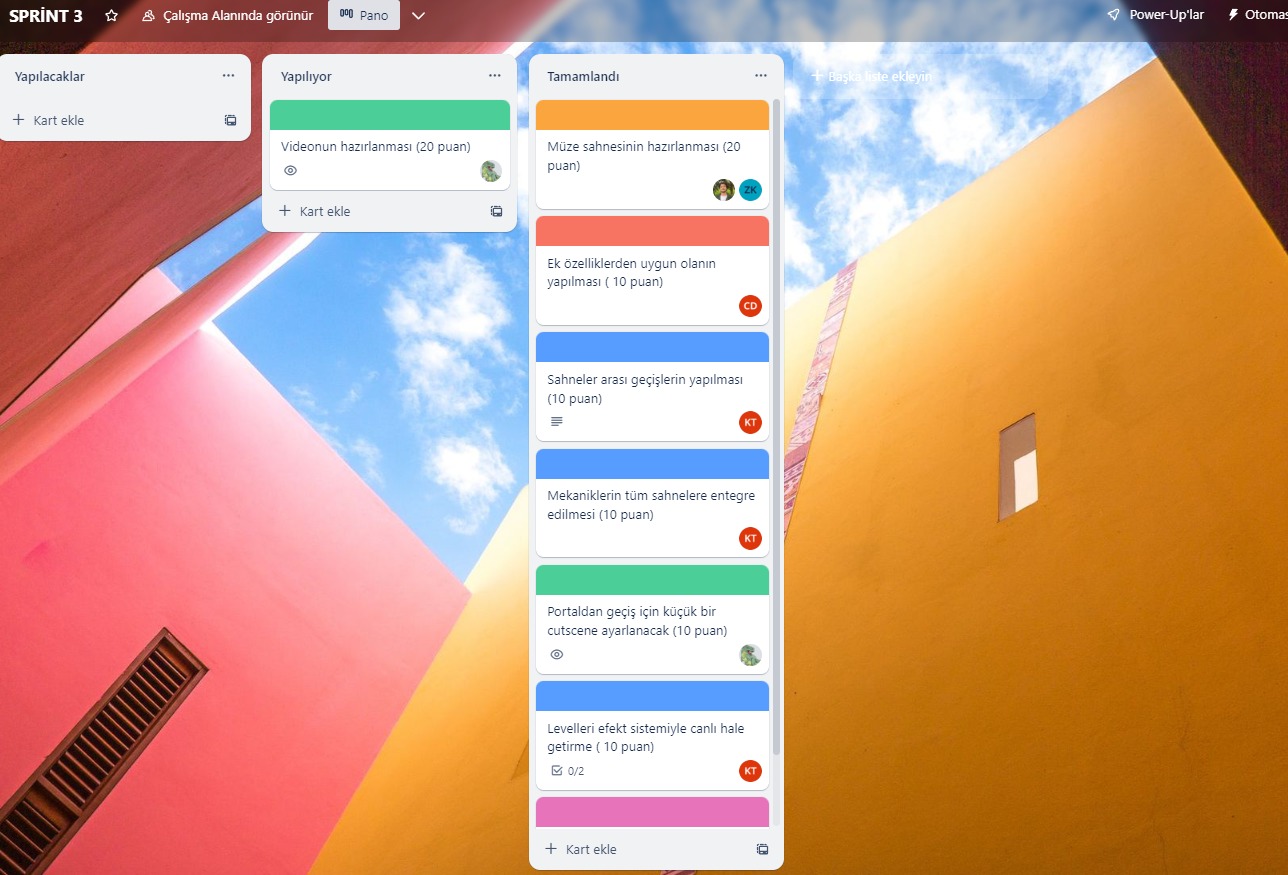 SPRİNT 3
Çalışma Alanında görünür
Pano
Power-Up'lar
Otomas
Yapılacaklar
Kart ekle
Yapılıyor
Videonun hazırlanması (20 puan)
Kart ekle
Tamamlandı
Müze sahnesinin hazırlanması (20
puan)
ZK
Ek özelliklerden uygun olanın
yapılması ( 10 puan)
CD
Sahneler arası geçişlerin yapılması
(10 puan)
KT
Mekaniklerin tüm sahnelere entegre
edilmesi (10 puan)
KT
Portaldan geçiş için küçük bir
cutscene ayarlanacak (10 puan)
Levelleri efekt sistemiyle canlı hale
getirme ( 10 puan)
0/2
KT
Kart ekle
Başka liste ekleyin